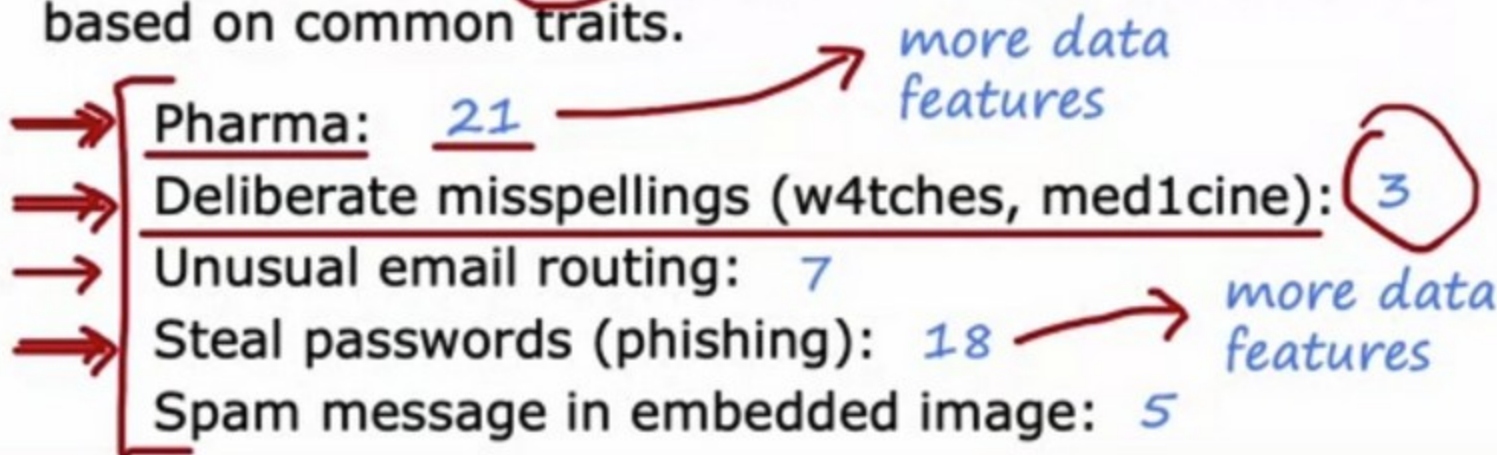 based on common traits.
more data
features
Pharma: 21
Deliberate misspellings (w4tches, med1cine): 3
Unusual email routing: 7
more data
features
Steal passwords (phishing): 18
Spam message in embedded image: 5